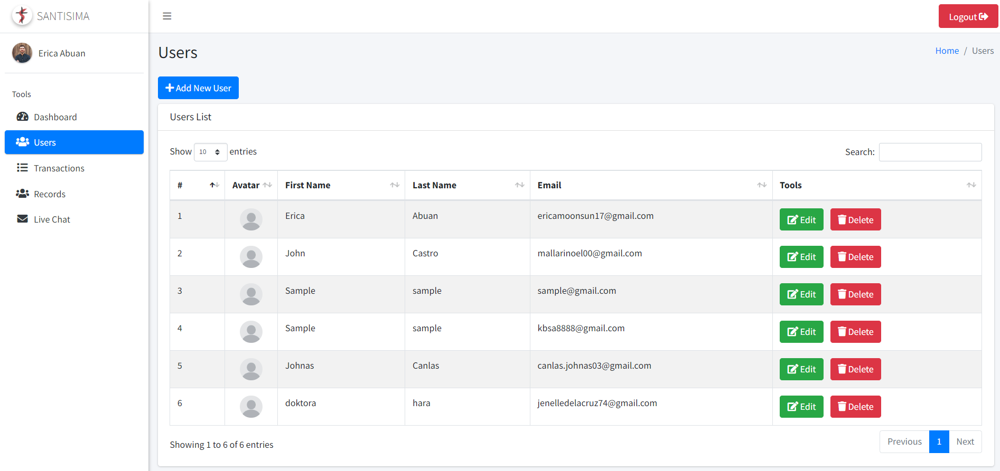 SANTISIMA
Logout
Erica Abuan
Users
Home / Users
Add New User
Tools
Dashboard
Users
Transactions
Records
Live Chat
Users List
Show 10 entries
Search:
# Avatar First Name Last Name Email Tools
1 Erica Abuan ericamoonsun17@gmail.com Edit Delete
2 John Castro mallarinoel00@gmail.com Edit Delete
3 Sample sample sample@gmail.com Edit Delete
4 Sample sample kbsa8888@gmail.com Edit Delete
5 Johnas Canlas canlas.johnas03@gmail.com Edit Delete
6 doktora hara jenelledelacruz74@gmail.com Edit Delete
Showing 1 to 6 of 6 entries
Previous 1 Next